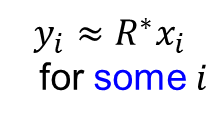 yᵢ ≈ R*xᵢ
for some i